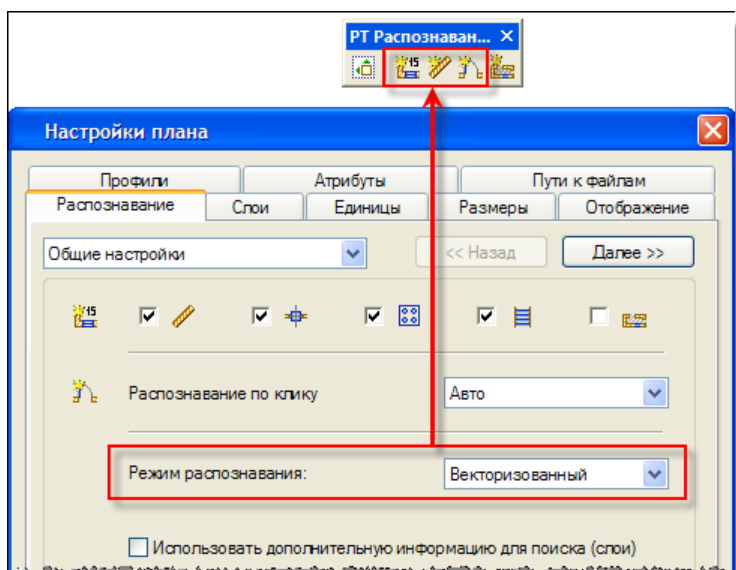 РТ Распознаван...
Настройки плана
Профили Атрибуты Пути к файлам
Распознавание Слои Единицы Размеры Отображение
Общие настройки << Назад Далее >>
15
Распознавание по клику Авто
Режим распознавания: Векторизованный
Использовать дополнительную информацию для поиска (слои)